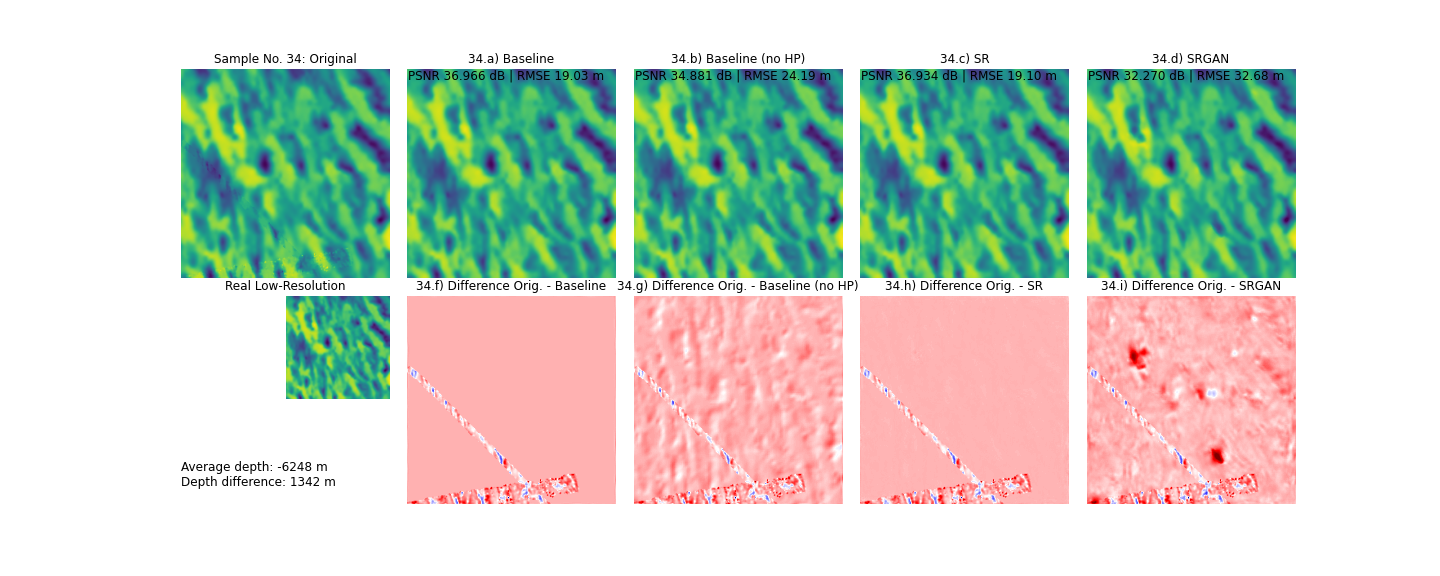 Sample No. 34: Original
34.a) Baseline
34.b) Baseline (no HP)
34.c) SR
34.d) SRGAN
PSNR 36.966 dB | RMSE 19.03 m
PSNR 34.881 dB | RMSE 24.19 m
PSNR 36.934 dB | RMSE 19.10 m
PSNR 32.270 dB | RMSE 32.68 m
Real Low-Resolution
34.f) Difference Orig. - Baseline
34.g) Difference Orig. - Baseline (no HP)
34.h) Difference Orig. - SR
34.i) Difference Orig. - SRGAN
Average depth: -6248 m
Depth difference: 1342 m